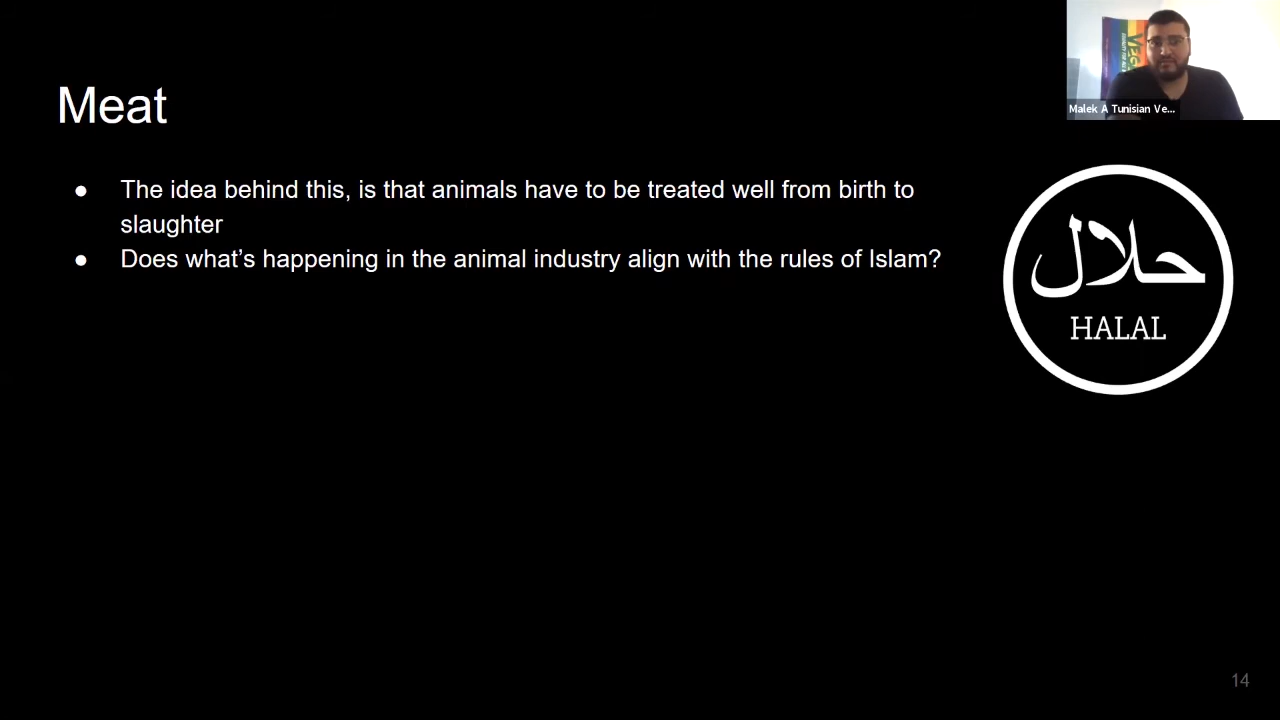 Meat
● The idea behind this, is that animals have to be treated well from birth to
slaughter
● Does what's happening in the animal industry align with the rules of Islam?
Malek A Tunisian Ve...
حلال
HALAL
14